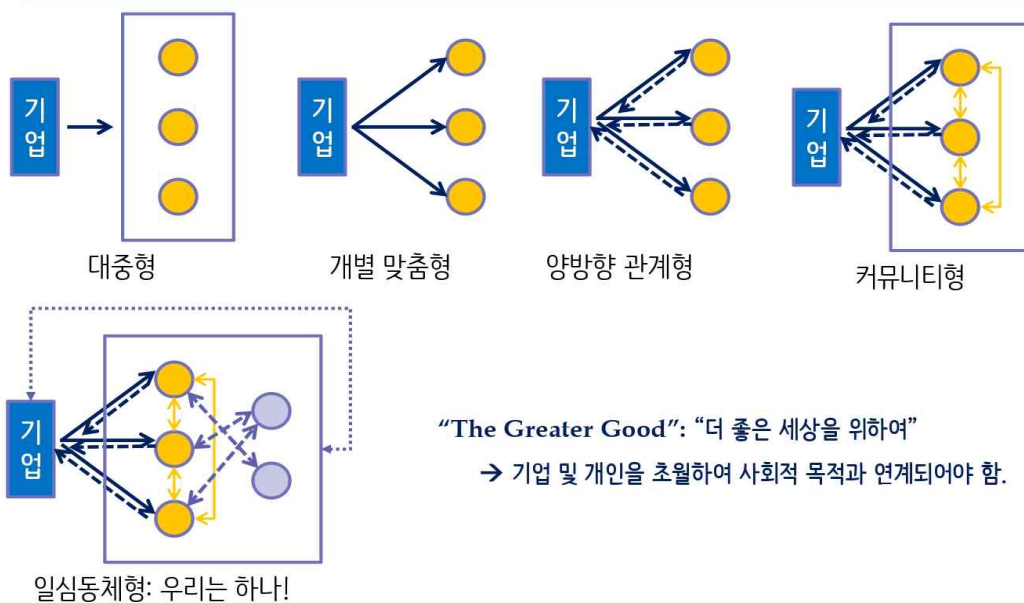 기업
기업
기업
기업
대중형
개별 맞춤형
양방향 관계형
커뮤니티형
기업
"The Greater Good": "더 좋은 세상을 위하여"
→ 기업 및 개인을 초월하여 사회적 목적과 연계되어야 함.
일심동체형: 우리는 하나!